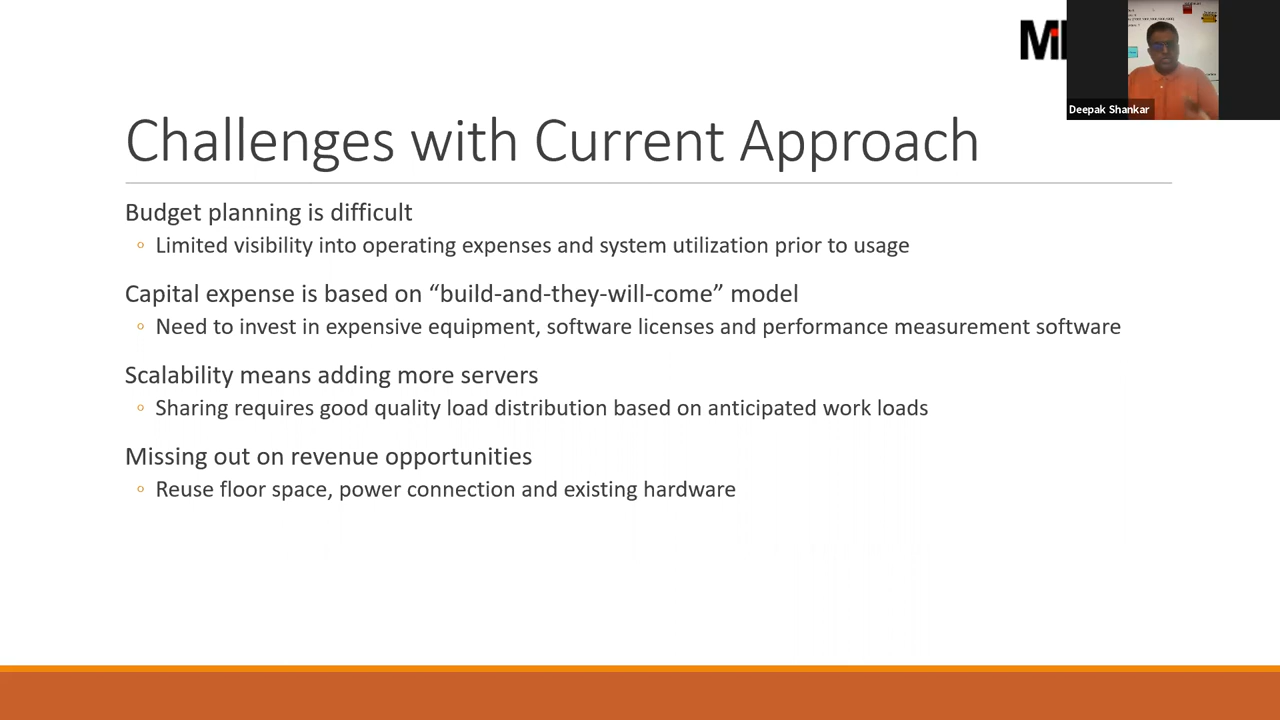 Challenges with Current Approach
Budget planning is difficult
Limited visibility into operating expenses and system utilization prior to usage
Capital expense is based on “build-and-they-will-come” model
Need to invest in expensive equipment, software licenses and performance measurement software
Scalability means adding more servers
Sharing requires good quality load distribution based on anticipated work loads
Missing out on revenue opportunities
Reuse floor space, power connection and existing hardware
Deepak Shankar